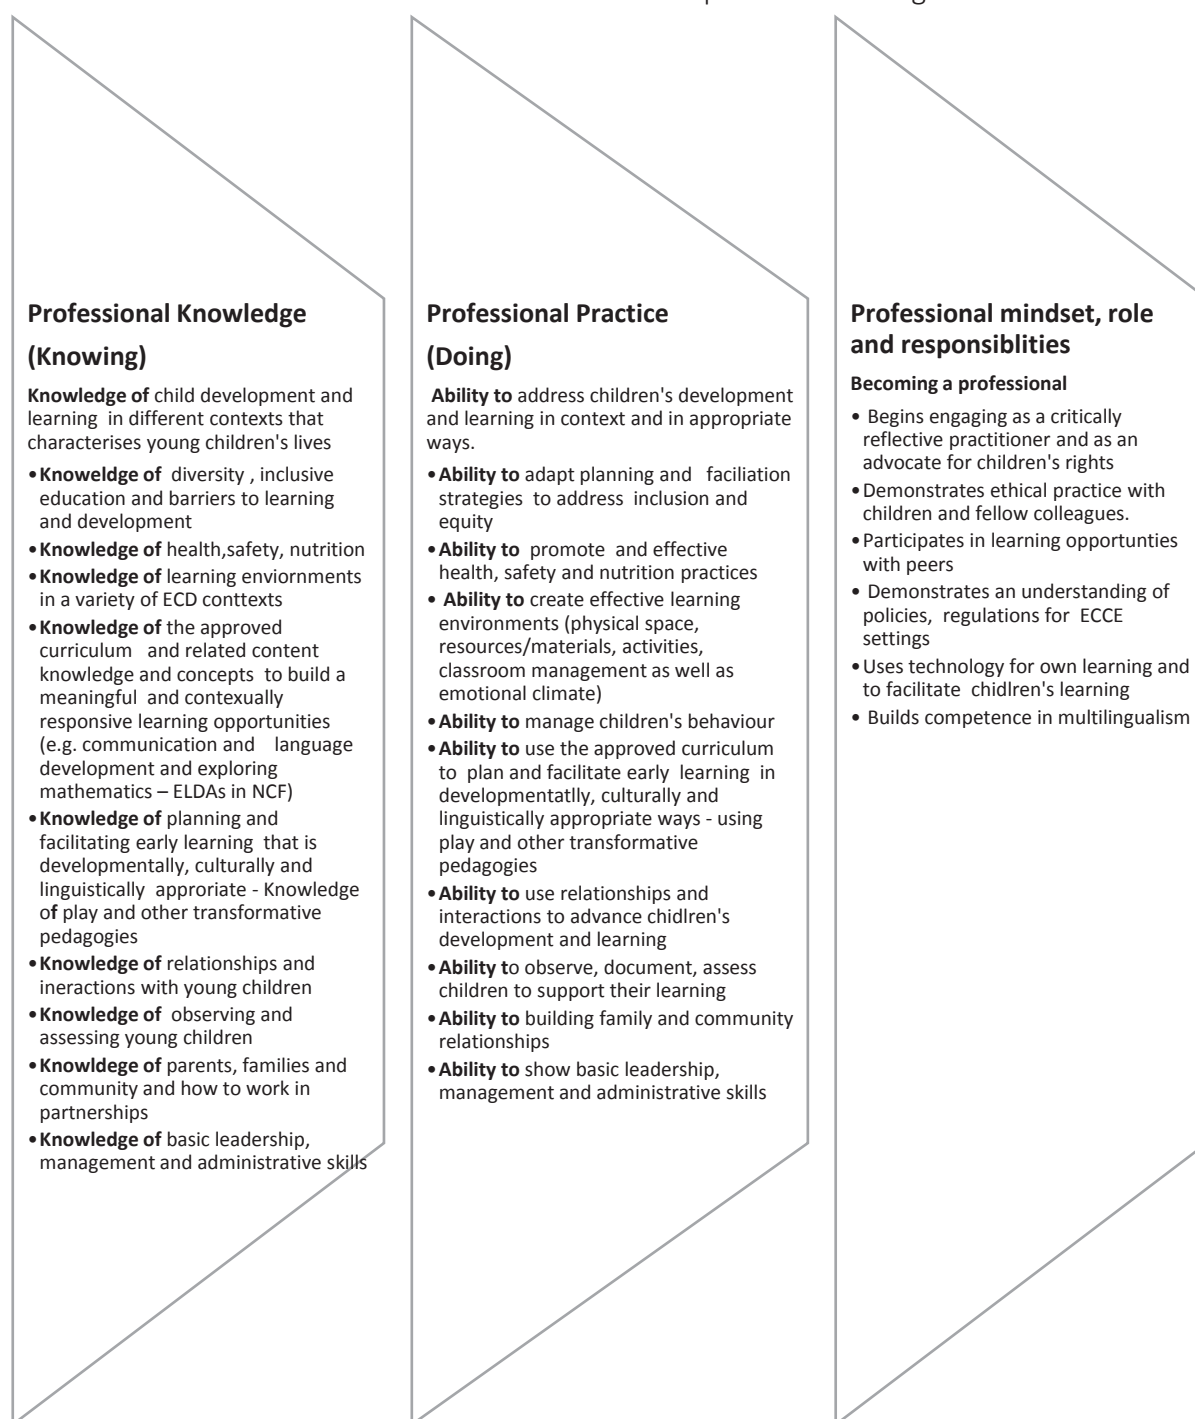 Professional Knowledge
(Knowing)
Knowledge of child development and
learning in different contexts that
characterises young children's lives
•Knoweldge of diversity , inclusive
education and barriers to learning
and development
•Knowledge of health,safety, nutrition
•Knowledge of learning enviornments
in a variety of ECD conttexts
•Knowledge of the approved
curriculum and related content
knowledge and concepts to build a
meaningful and contexually
responsive learning opportunities
(e.g. communication and language
development and exploring
mathematics – ELDAs in NCF)
•Knowledge of planning and
facilitating early learning that is
developmentally, culturally and
linguistically approriate - Knowledge
of play and other transformative
pedagogies
•Knowledge of relationships and
ineractions with young children
•Knowledge of observing and
assessing young children
•Knowldege of parents, families and
community and how to work in
partnerships
•Knowledge of basic leadership,
management and administrative skills
Professional Practice
(Doing)
Ability to address children's development
and learning in context and in appropriate
ways.
•Ability to adapt planning and faciliation
strategies to address inclusion and
equity
•Ability to promote and effective
health, safety and nutrition practices
• Ability to create effective learning
environments (physical space,
resources/materials, activities,
classroom management as well as
emotional climate)
•Ability to manage children's behaviour
•Ability to use the approved curriculum
to plan and facilitate early learning in
developmentatlly, culturally and
linguistically appropriate ways - using
play and other transformative
pedagogies
•Ability to use relationships and
interactions to advance chidlren's
development and learning
•Ability to observe, document, assess
children to support their learning
•Ability to building family and community
relationships
•Ability to show basic leadership,
management and administrative skills
Professional mindset, role
and responsiblities
Becoming a professional
• Begins engaging as a critically
reflective practitioner and as an
advocate for children's rights
•Demonstrates ethical practice with
children and fellow colleagues.
•Participates in learning opportunties
with peers
• Demonstrates an understanding of
policies, regulations for ECCE
settings
•Uses technology for own learning and
to facilitate chidlren's learning
• Builds competence in multilingualism